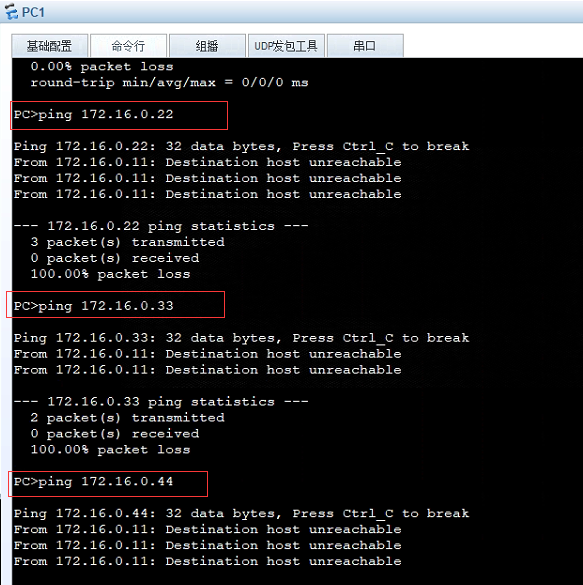 PC1
基础配置 命令行 组播 UDP发包工具 串口
0.00% packet loss
round-trip min/avg/max = 0/0/0 ms
PC>ping 172.16.0.22
Ping 172.16.0.22: 32 data bytes, Press Ctrl_C to break
From 172.16.0.11: Destination host unreachable
From 172.16.0.11: Destination host unreachable
From 172.16.0.11: Destination host unreachable
--- 172.16.0.22 ping statistics ---
3 packet(s) transmitted
0 packet(s) received
100.00% packet loss
PC>ping 172.16.0.33
Ping 172.16.0.33: 32 data bytes, Press Ctrl_C to break
From 172.16.0.11: Destination host unreachable
From 172.16.0.11: Destination host unreachable
--- 172.16.0.33 ping statistics ---
2 packet(s) transmitted
0 packet(s) received
100.00% packet loss
PC>ping 172.16.0.44
Ping 172.16.0.44: 32 data bytes, Press Ctrl_C to break
From 172.16.0.11: Destination host unreachable
From 172.16.0.11: Destination host unreachable
From 172.16.0.11: Destination host unreachable